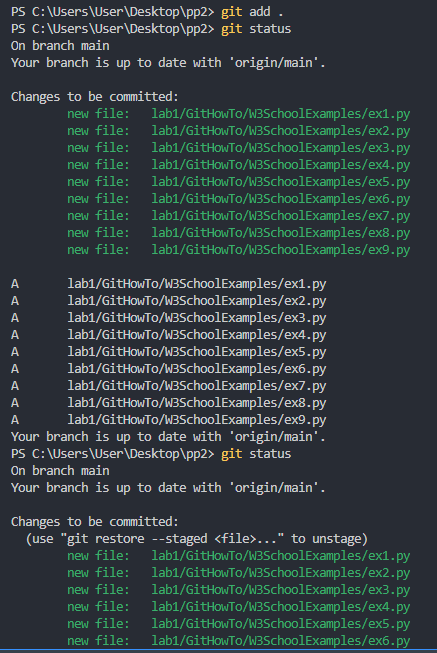 PS C:\Users\User\Desktop\pp2> git add .
PS C:\Users\User\Desktop\pp2> git status
On branch main
Your branch is up to date with 'origin/main'.
Changes to be committed:
new file: lab1/GitHowTo/W3SchoolExamples/ex1.py
new file: lab1/GitHowTo/W3SchoolExamples/ex2.py
new file: lab1/GitHowTo/W3SchoolExamples/ex3.py
new file: lab1/GitHowTo/W3SchoolExamples/ex4.py
new file: lab1/GitHowTo/W3SchoolExamples/ex5.py
new file: lab1/GitHowTo/W3SchoolExamples/ex6.py
new file: lab1/GitHowTo/W3SchoolExamples/ex7.py
new file: lab1/GitHowTo/W3SchoolExamples/ex8.py
new file: lab1/GitHowTo/W3SchoolExamples/ex9.py
A lab1/GitHowTo/W3SchoolExamples/ex1.py
A lab1/GitHowTo/W3SchoolExamples/ex2.py
A lab1/GitHowTo/W3SchoolExamples/ex3.py
A lab1/GitHowTo/W3SchoolExamples/ex4.py
A lab1/GitHowTo/W3SchoolExamples/ex5.py
A lab1/GitHowTo/W3SchoolExamples/ex6.py
A lab1/GitHowTo/W3SchoolExamples/ex7.py
A lab1/GitHowTo/W3SchoolExamples/ex8.py
A lab1/GitHowTo/W3SchoolExamples/ex9.py
Your branch is up to date with 'origin/main'.
PS C:\Users\User\Desktop\pp2> git status
On branch main
Your branch is up to date with 'origin/main'.
Changes to be committed:
(use "git restore --staged <file>..." to unstage)
new file: lab1/GitHowTo/W3SchoolExamples/ex1.py
new file: lab1/GitHowTo/W3SchoolExamples/ex2.py
new file: lab1/GitHowTo/W3SchoolExamples/ex3.py
new file: lab1/GitHowTo/W3SchoolExamples/ex4.py
new file: lab1/GitHowTo/W3SchoolExamples/ex5.py
new file: lab1/GitHowTo/W3SchoolExamples/ex6.py